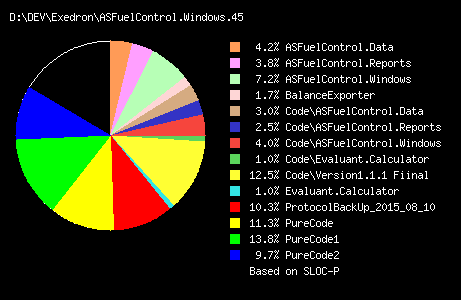 D:\DEV\Exedron\ASFuelControl.Windows.45
4.2% ASFuelControl.Data
3.8% ASFuelControl.Reports
7.2% ASFuelControl.Windows
1.7% BalanceExporter
3.0% Code\ASFuelControl.Data
2.5% Code\ASFuelControl.Reports
4.0% Code\ASFuelControl.Windows
1.0% Code\Evaluant.Calculator
12.5% Code\Version1.1.1 Fiinal
1.0% Evaluant.Calculator
10.3% ProtocolBackUp_2015_08_10
11.3% PureCode
13.8% PureCode1
9.7% PureCode2
Based on SLOC-P